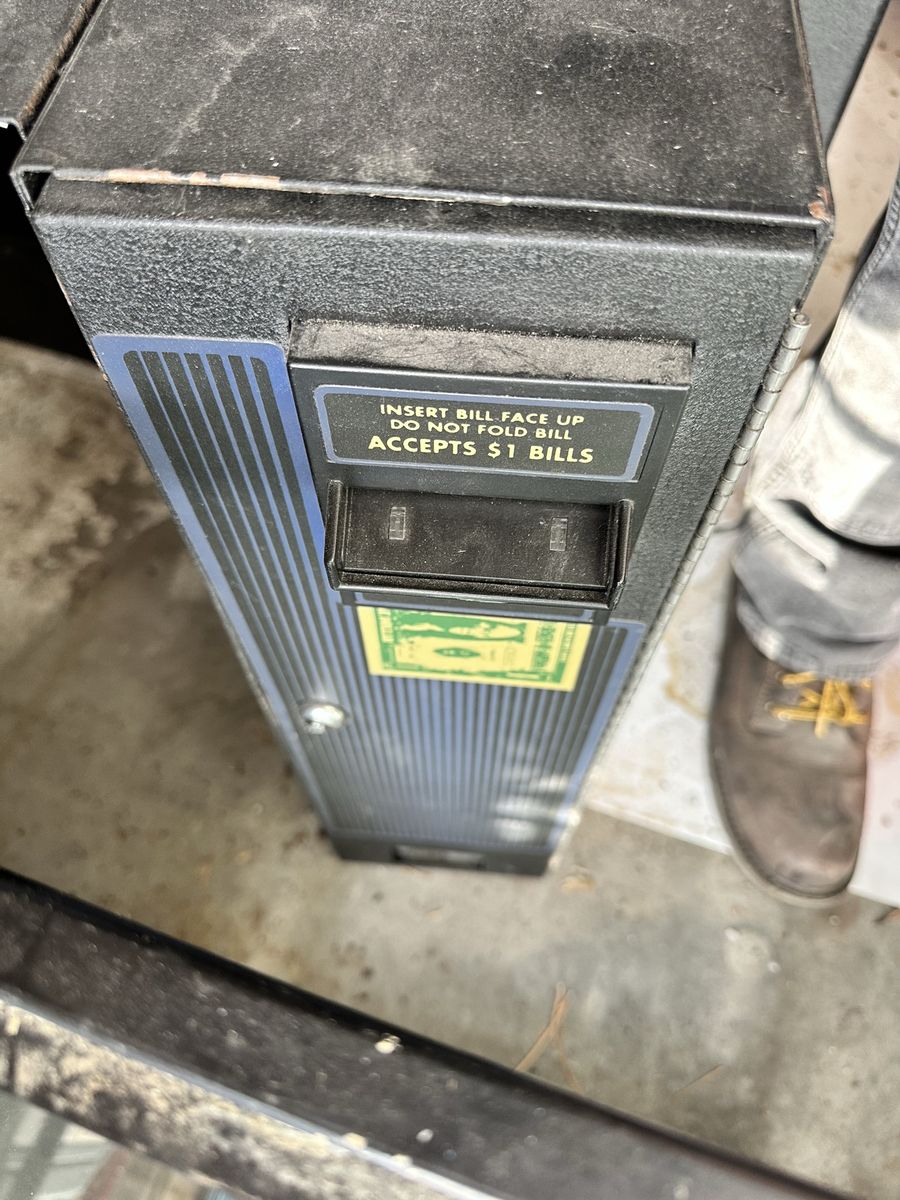 INSERT BILL FACE UP
DO NOT FOLD BILL
ACCEPTS $1 BILLS